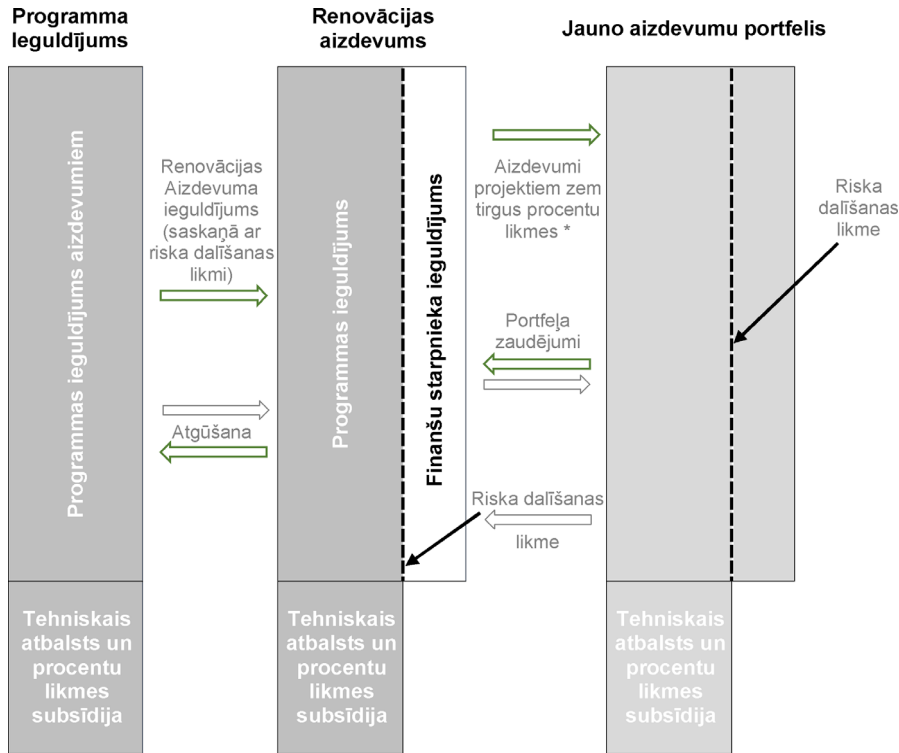 Programma
Ieguldījums
Renovācijas
aizdevums
Jauno aizdevumu portfelis
Programmas ieguldījums aizdevumiem
Renovācijas
Aizdevuma
ieguldījums
(saskaņā ar
riska dalīšanas
likmi)
Atgūšana
Programmas ieguldījums
Finanšu starpnieka ieguldījums
Aizdevumi
projektiem zem
tirgus procentu
likmes *
Portfeļa
zaudējumi
Riska dalīšanas
likme
Riska
dalīšanas
likme
Tehniskais
atbalsts un
procentu
likmes
subsīdija
Tehniskais
atbalsts un
procentu
likmes
subsīdija
Tehniskais
atbalsts un
procentu
likmes
subsīdija